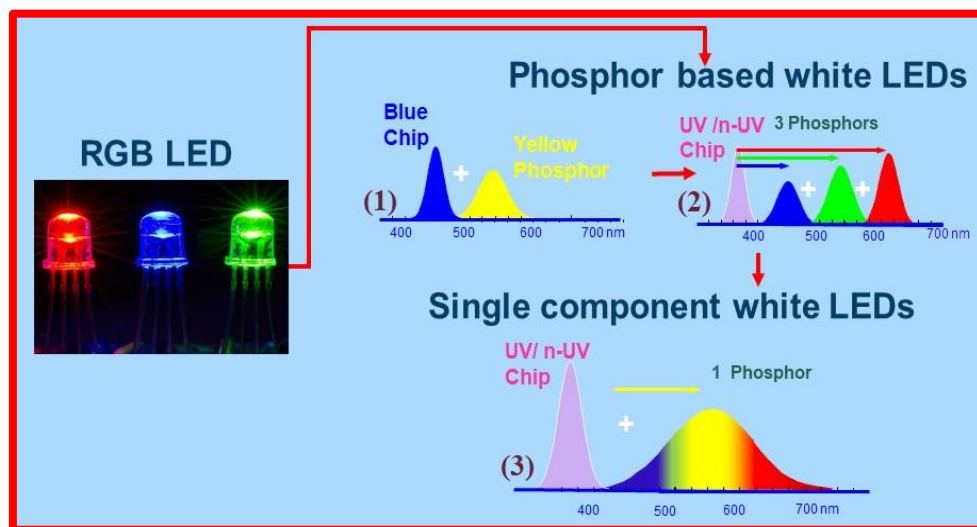 RGB LED
Phosphor based white LEDs
Blue
Chip
Yellow
Phosphor
+
(1)
400 500 600 700 nm
UV /n-UV
Chip
3 Phosphors
+ +
(2)
400 500 600 700 nm
Single component white LEDs
UV/ n-UV
Chip
1 Phosphor
+
(3)
400 500 600 700 nm